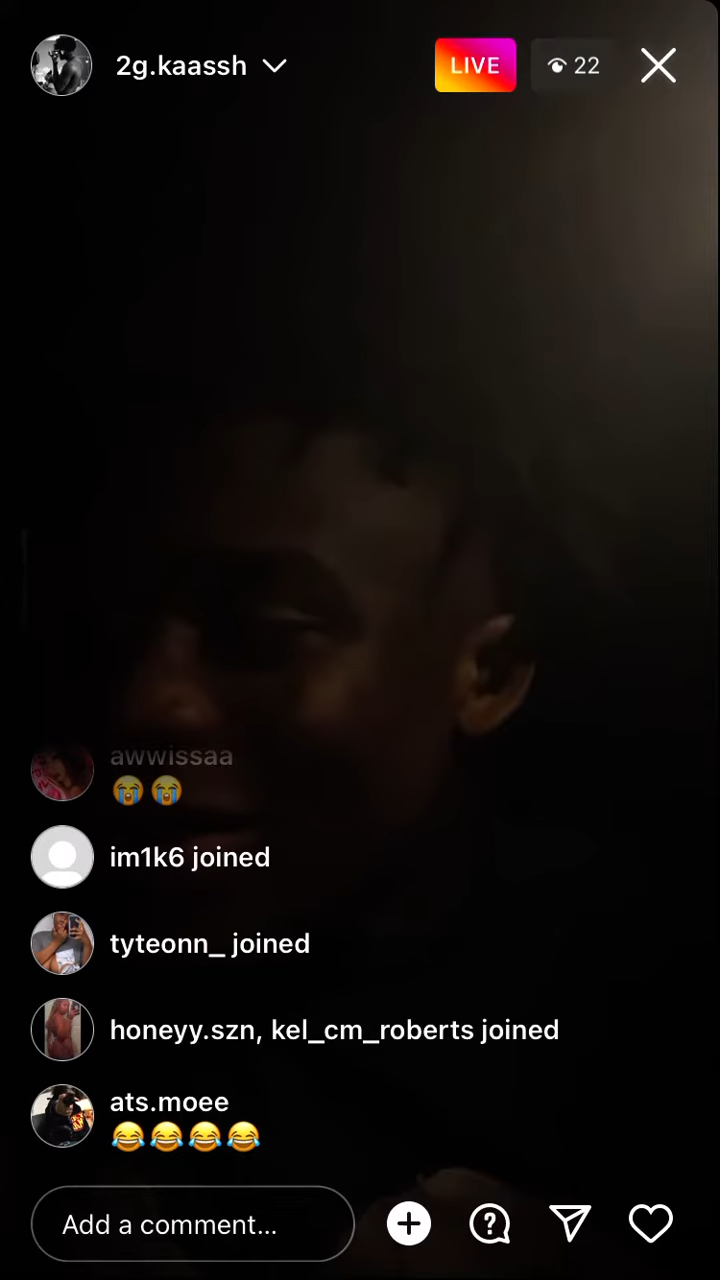 2g.kaassh
LIVE
22
awwissaa
😭😭
im1k6 joined
tyteonn_ joined
honeyy.szn, kel_cm_roberts joined
ats.moee
😂😂😂😂
Add a comment...